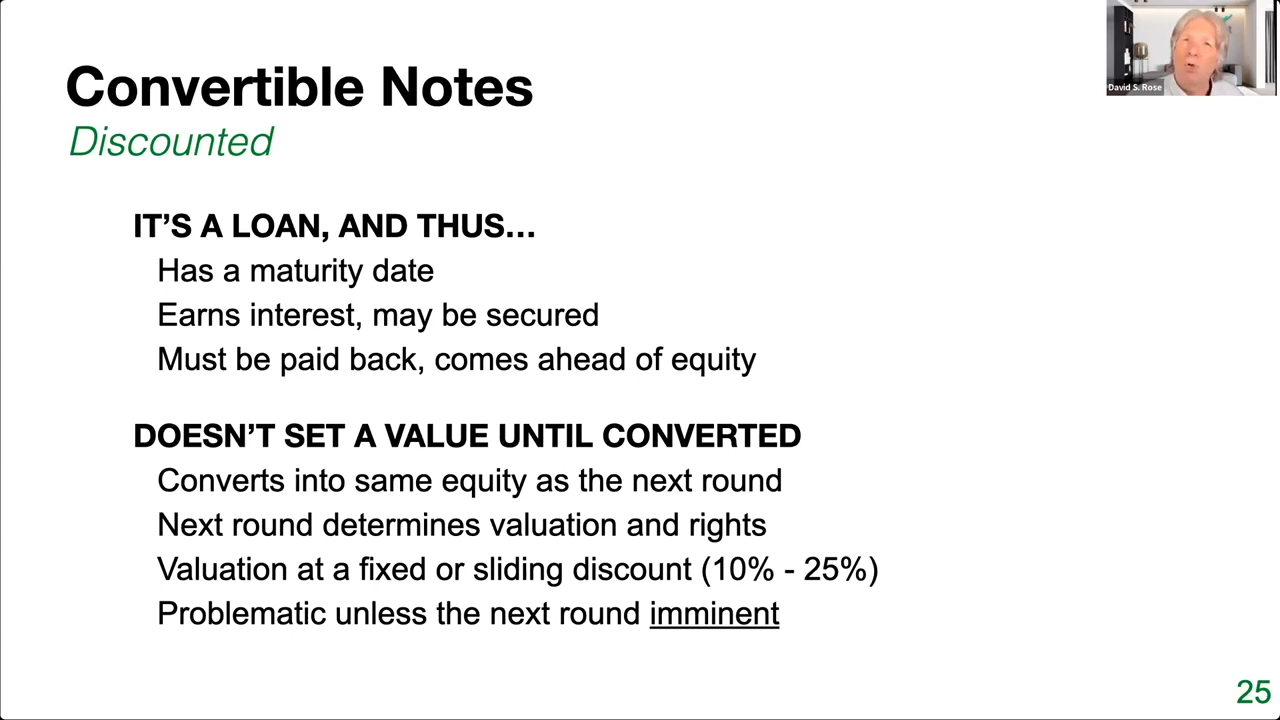 Convertible Notes
Discounted
David S. Rose
IT’S A LOAN, AND THUS…
Has a maturity date
Earns interest, may be secured
Must be paid back, comes ahead of equity
DOESN’T SET A VALUE UNTIL CONVERTED
Converts into same equity as the next round
Next round determines valuation and rights
Valuation at a fixed or sliding discount (10% - 25%)
Problematic unless the next round imminent
25